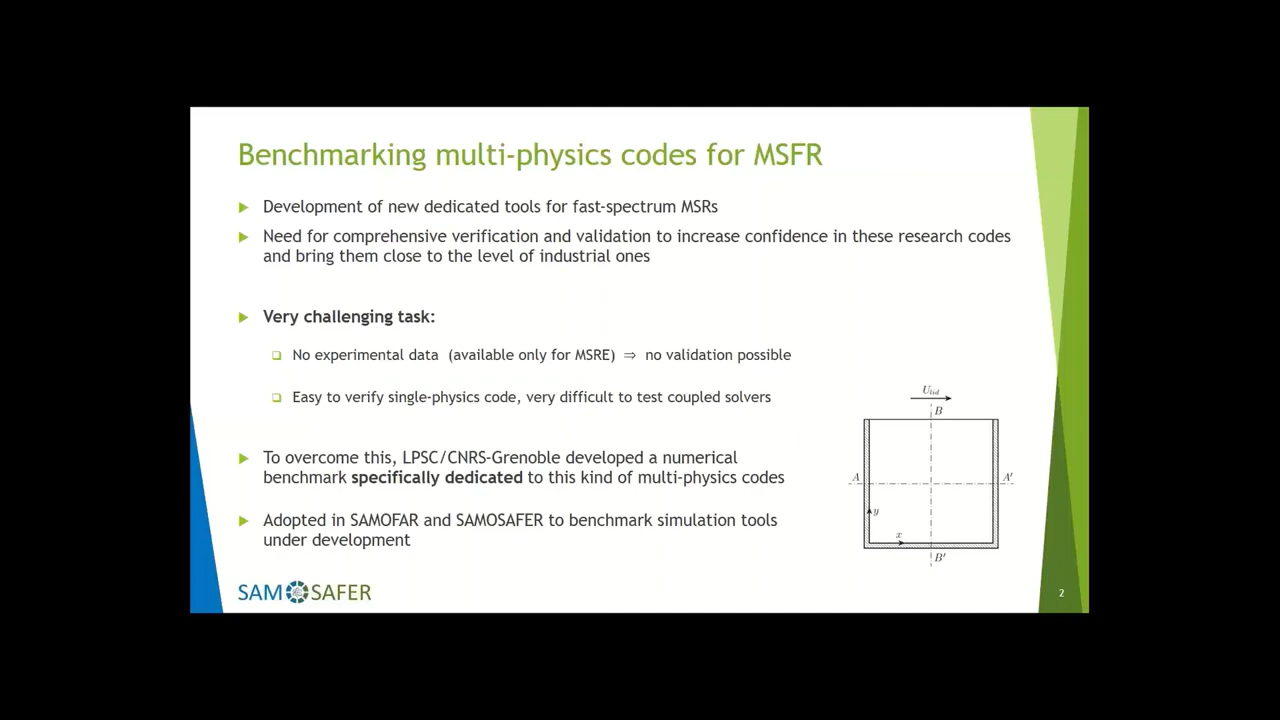 Benchmarking multi-physics codes for MSFR
Development of new dedicated tools for fast-spectrum MSRs
Need for comprehensive verification and validation to increase confidence in these research codes
and bring them close to the level of industrial ones
Very challenging task:
No experimental data (available only for MSRE) ⇒ no validation possible
Easy to verify single-physics code, very difficult to test coupled solvers
To overcome this, LPSC/CNRS-Grenoble developed a numerical
benchmark specifically dedicated to this kind of multi-physics codes
Adopted in SAMOFAR and SAMOSAFER to benchmark simulation tools
under development
U_lid
B
A
A'
y
x
B'
SAMOSAFER
2